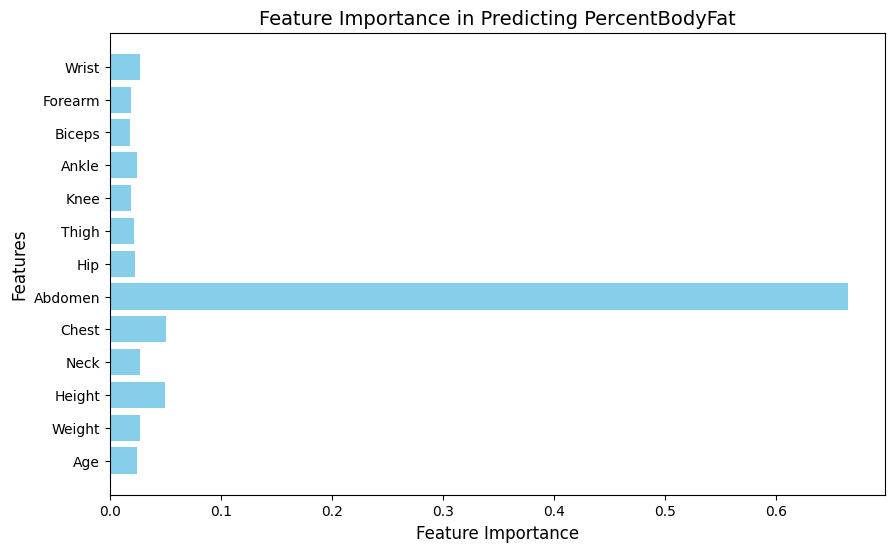 Feature Importance in Predicting PercentBodyFat
Wrist
Forearm
Biceps
Ankle
Knee
Thigh
Hip
Abdomen
Chest
Neck
Height
Weight
Age
Features
0.0 0.1 0.2 0.3 0.4 0.5 0.6
Feature Importance